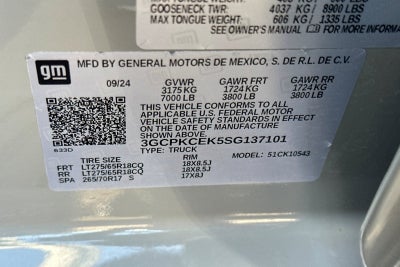 GOOSENECK TWR: 4037 KG/ 8900 LBS
MAX TONGUE WEIGHT: 606 KG / 1335 LBS
SEE OWNER'S MANUAL
gm
MFD BY GENERAL MOTORS DE MEXICO, S. DE R.L. DE C.V.
09/24 GVWR GAWR FRT GAWR RR
3175 KG 1724 KG 1724 KG
7000 LB 3800 LB 3800 LB
THIS VEHICLE CONFORMS TO ALL
APPLICABLE U.S. FEDERAL MOTOR
VEHICLE SAFETY STANDARDS IN EFFECT
ON THE DATE OF MANUFACTURE
SHOWN ABOVE.
3GCPKCEK5SG137101
TYPE: TRUCK 51CK10543
633D
TIRE SIZE RIM
FRT LT275/65R18CQ 18X8.5J
RR LT275/65R18CQ 18X8.5J
SPA 265/70R17 S 17X8J